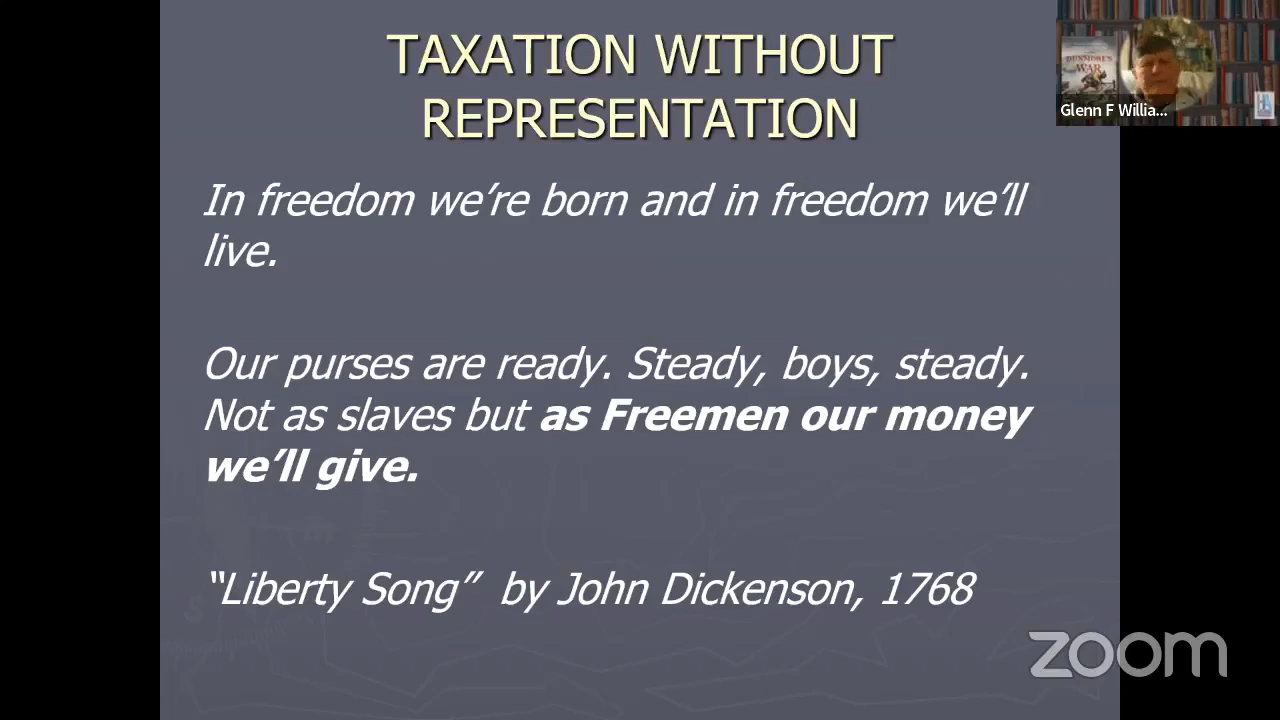 TAXATION WITHOUT
REPRESENTATION
In freedom we're born and in freedom we'll
live.
Our purses are ready. Steady, boys, steady.
Not as slaves but as Freemen our money
we'll give.
“Liberty Song”  by John Dickenson, 1768
DUNMORE'S
WAR
Glenn F Willia...
zoom